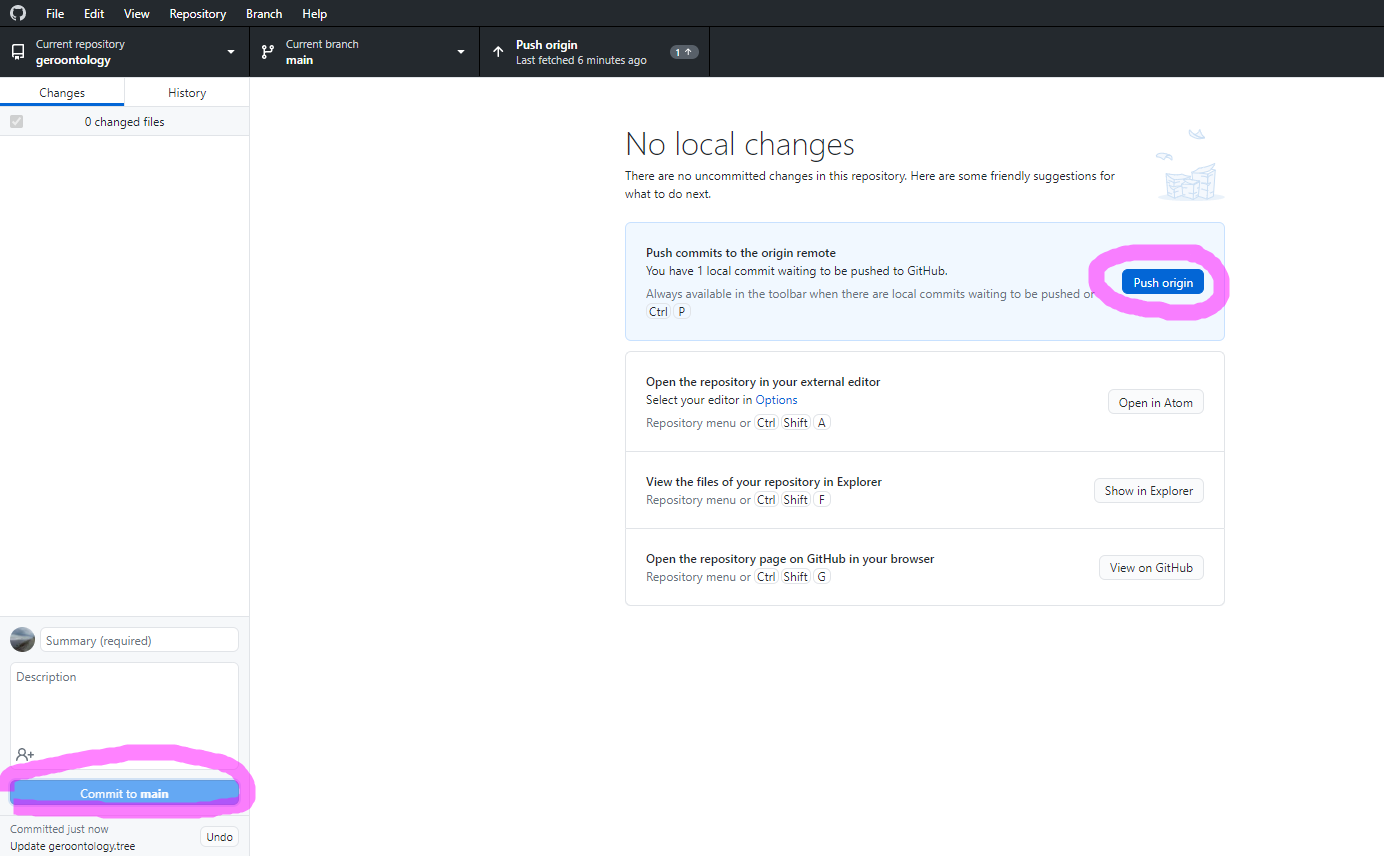 File Edit View Repository Branch Help
Current repository
geroontology
Current branch
main
Push origin
Last fetched 6 minutes ago
1
Changes History
0 changed files
No local changes
There are no uncommitted changes in this repository. Here are some friendly suggestions for
what to do next.
Push commits to the origin remote
You have 1 local commit waiting to be pushed to GitHub.
Always available in the toolbar when there are local commits waiting to be pushed or
Ctrl P
Push origin
Open the repository in your external editor
Select your editor in Options
Repository menu or Ctrl Shift A
Open in Atom
View the files of your repository in Explorer
Repository menu or Ctrl Shift F
Show in Explorer
Open the repository page on GitHub in your browser
Repository menu or Ctrl Shift G
View on GitHub
Summary (required)
Description
Commit to main
Committed just now
Update geroontology.tree
Undo